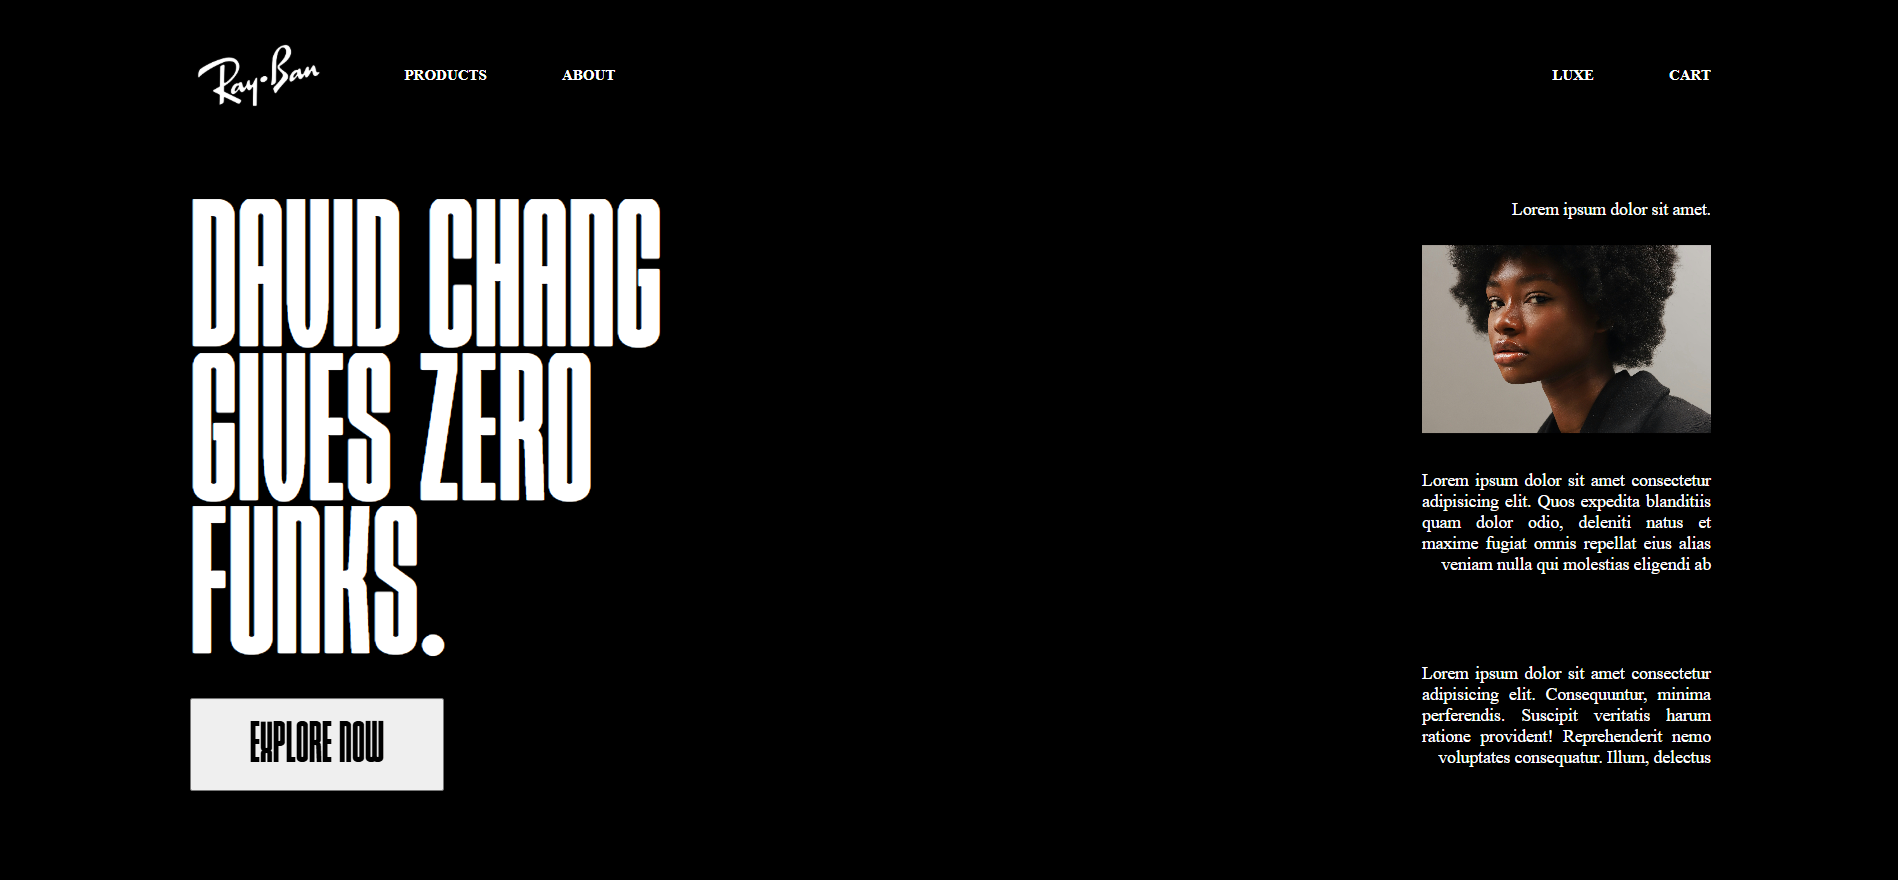 Ray-Ban
PRODUCTS
ABOUT
LUXE
CART
DAVID CHANG
GIVES ZERO
FUNKS.
EXPLORE NOW
Lorem ipsum dolor sit amet.
Lorem ipsum dolor sit amet consectetur
adipisicing elit. Quos expedita blanditiis
quam dolor odio, deleniti natus et
maxime fugiat omnis repellat eius alias
veniam nulla qui molestias eligendi ab
Lorem ipsum dolor sit amet consectetur
adipisicing elit. Consequuntur, minima
perferendis. Suscipit veritatis harum
ratione provident! Reprehenderit nemo
voluptates consequatur. Illum, delectus